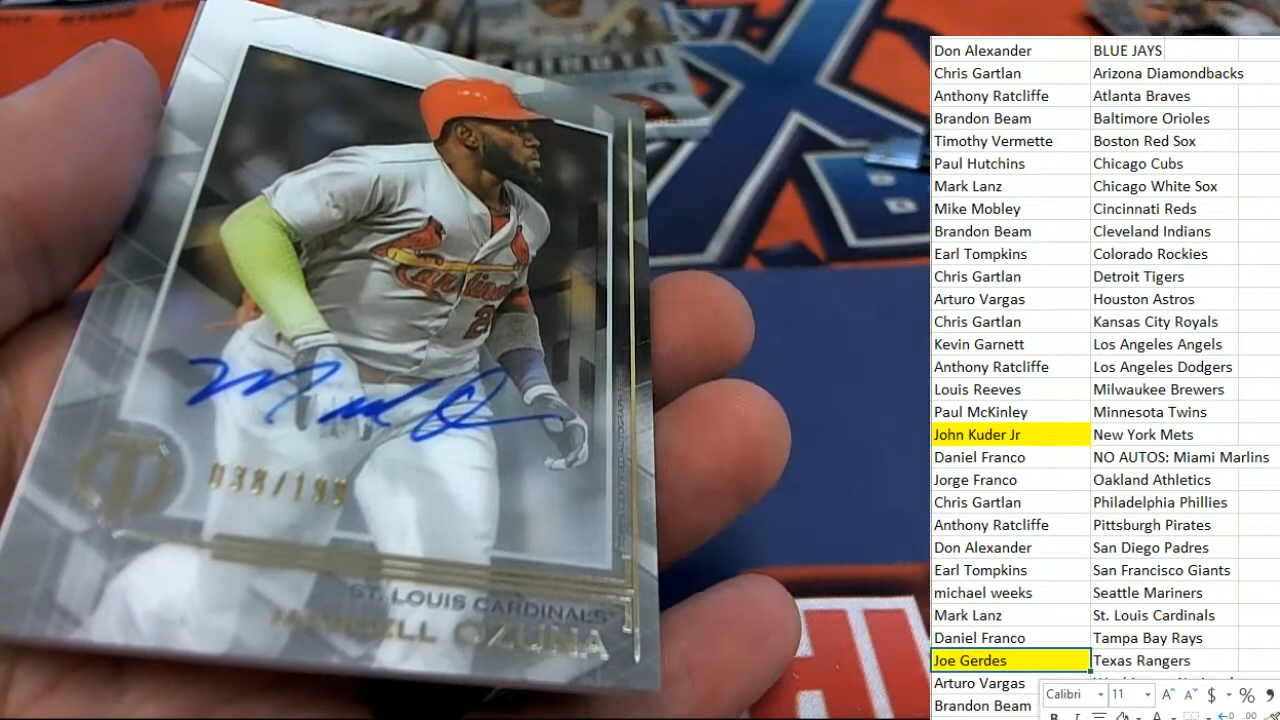 Cardinals
038/199
ST. LOUIS CARDINALS
MARCELL OZUNA
Don Alexander BLUE JAYS
Chris Gartlan Arizona Diamondbacks
Anthony Ratcliffe Atlanta Braves
Brandon Beam Baltimore Orioles
Timothy Vermette Boston Red Sox
Paul Hutchins Chicago Cubs
Mark Lanz Chicago White Sox
Mike Mobley Cincinnati Reds
Brandon Beam Cleveland Indians
Earl Tompkins Colorado Rockies
Chris Gartlan Detroit Tigers
Arturo Vargas Houston Astros
Chris Gartlan Kansas City Royals
Kevin Garnett Los Angeles Angels
Anthony Ratcliffe Los Angeles Dodgers
Louis Reeves Milwaukee Brewers
Paul McKinley Minnesota Twins
John Kuder Jr New York Mets
Daniel Franco NO AUTOS: Miami Marlins
Jorge Franco Oakland Athletics
Chris Gartlan Philadelphia Phillies
Anthony Ratcliffe Pittsburgh Pirates
Don Alexander San Diego Padres
Earl Tompkins San Francisco Giants
michael weeks Seattle Mariners
Mark Lanz St. Louis Cardinals
Daniel Franco Tampa Bay Rays
Joe Gerdes Texas Rangers
Arturo Vargas
Brandon Beam
Calibri 11 A A $ % ,
B I A